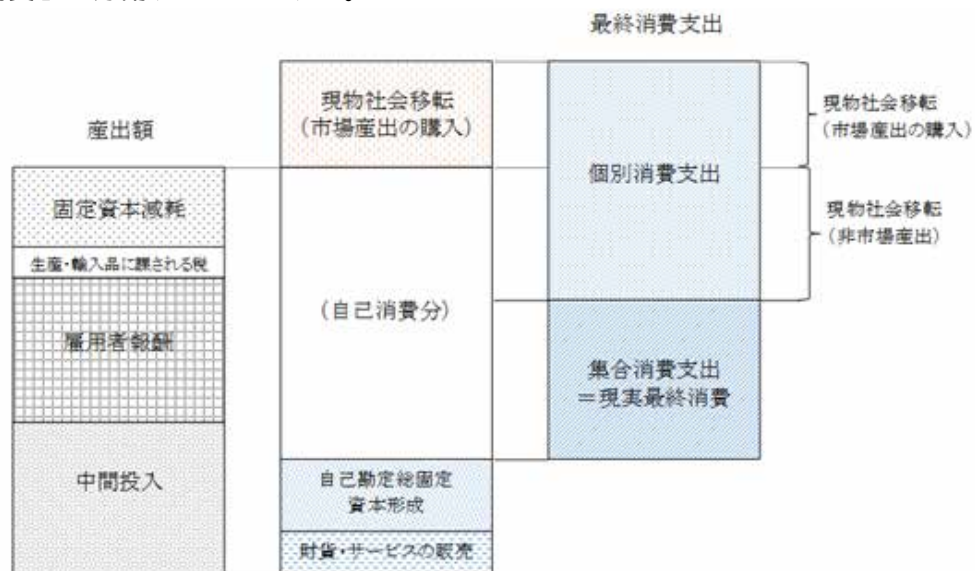 最終消費支出
産出額
現物社会移転
(市場産出の購入)
現物社会移転
(市場産出の購入)
固定資本減耗
個別消費支出
現物社会移転
(非市場産出)
生産・輸入品に課される税
(自己消費分)
雇用者報酬
集合消費支出
=現実最終消費
中間投入
自己勘定総固定
資本形成
財貨・サービスの販売